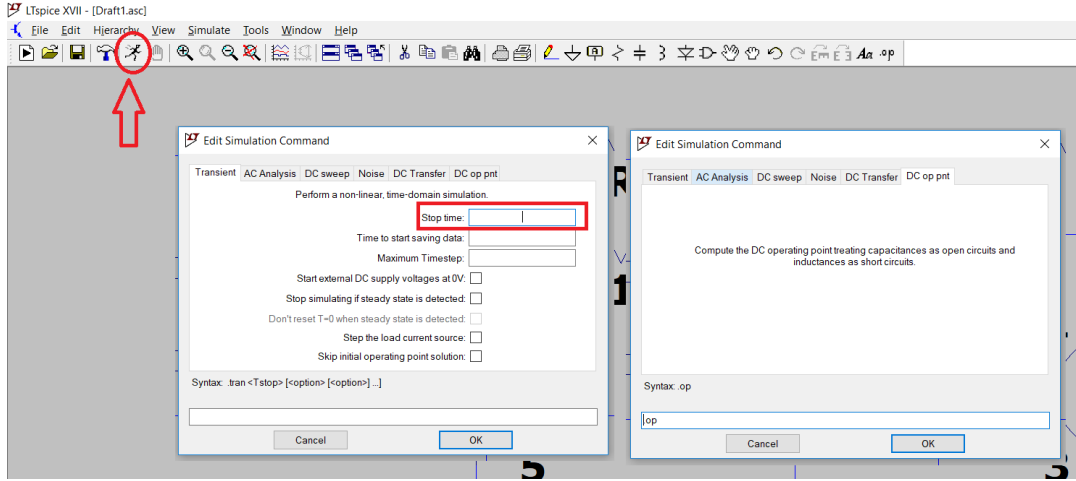 LTspice XVII - [Draft1.asc]
File Edit Hierarchy View Simulate Tools Window Help
Aa .op
Edit Simulation Command
Transient AC Analysis DC sweep Noise DC Transfer DC op pnt
Perform a non-linear, time-domain simulation.
Stop time:
Time to start saving data:
Maximum Timestep:
Start external DC supply voltages at 0V:
Stop simulating if steady state is detected:
Don't reset T=0 when steady state is detected:
Step the load current source:
Skip initial operating point solution:
Syntax: .tran <Tstop> [<option> [<option>] ...]
Cancel OK
Edit Simulation Command
Transient AC Analysis DC sweep Noise DC Transfer DC op pnt
Compute the DC operating point treating capacitances as open circuits and
inductances as short circuits.
Syntax: .op
.op
Cancel OK
R
1
5